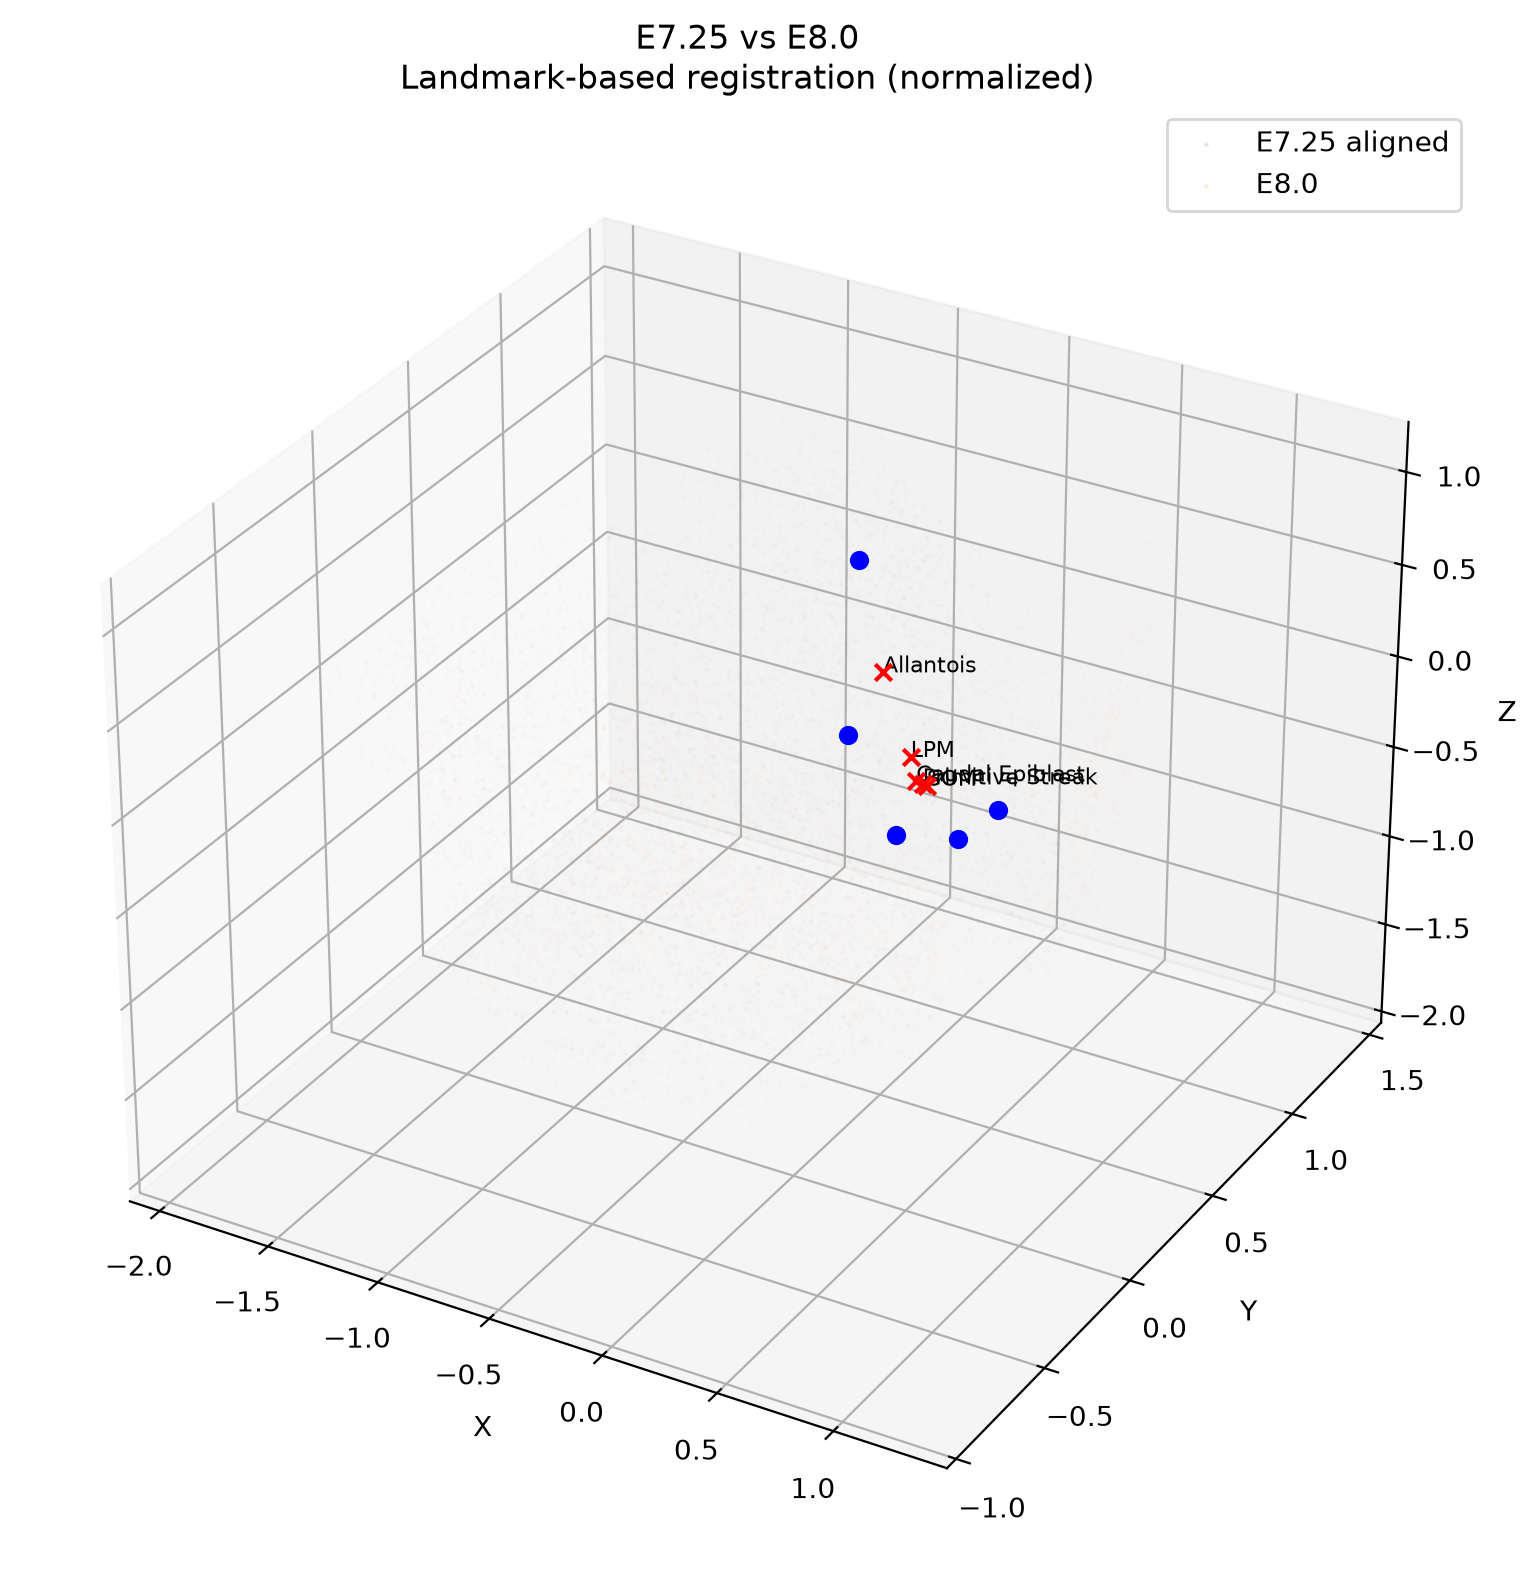 E7.25 vs E8.0
Landmark-based registration (normalized)
E7.25 aligned
E8.0
Allantois
LPM
Caudal Epiblast
Primitive Streak
1.0
0.5
0.0
−0.5
−1.0
−1.5
−2.0
Z
1.5
1.0
0.5
0.0
−0.5
−1.0
Y
−2.0
−1.5
−1.0
−0.5
0.0
0.5
1.0
X